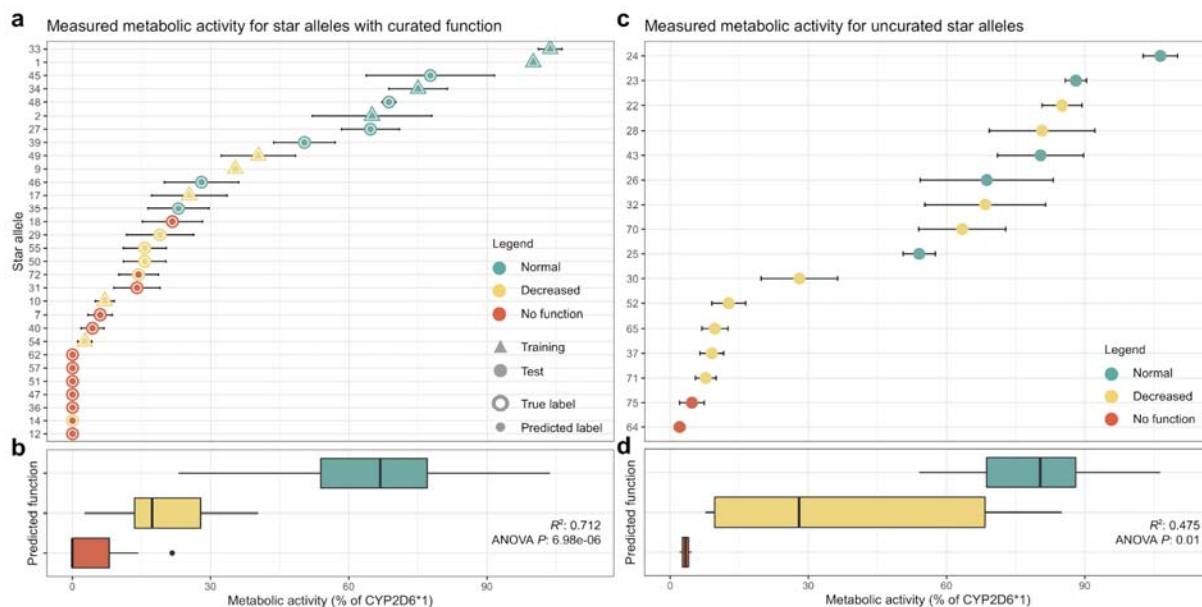 a
Measured metabolic activity for star alleles with curated function
Star allele
33
1
45
34
48
2
27
39
49
9
46
17
35
18
29
55
50
72
31
10
7
40
54
62
57
51
47
36
14
12
Legend
Normal
Decreased
No function
Training
Test
True label
Predicted label
b
Predicted function
R²: 0.712
ANOVA P: 6.98e-06
0 30 60 90
Metabolic activity (% of CYP2D6*1)
c
Measured metabolic activity for uncurated star alleles
24
23
22
28
43
26
32
70
25
30
52
65
37
71
75
64
Legend
Normal
Decreased
No function
d
Predicted function
R²: 0.475
ANOVA P: 0.01
0 30 60 90
Metabolic activity (% of CYP2D6*1)